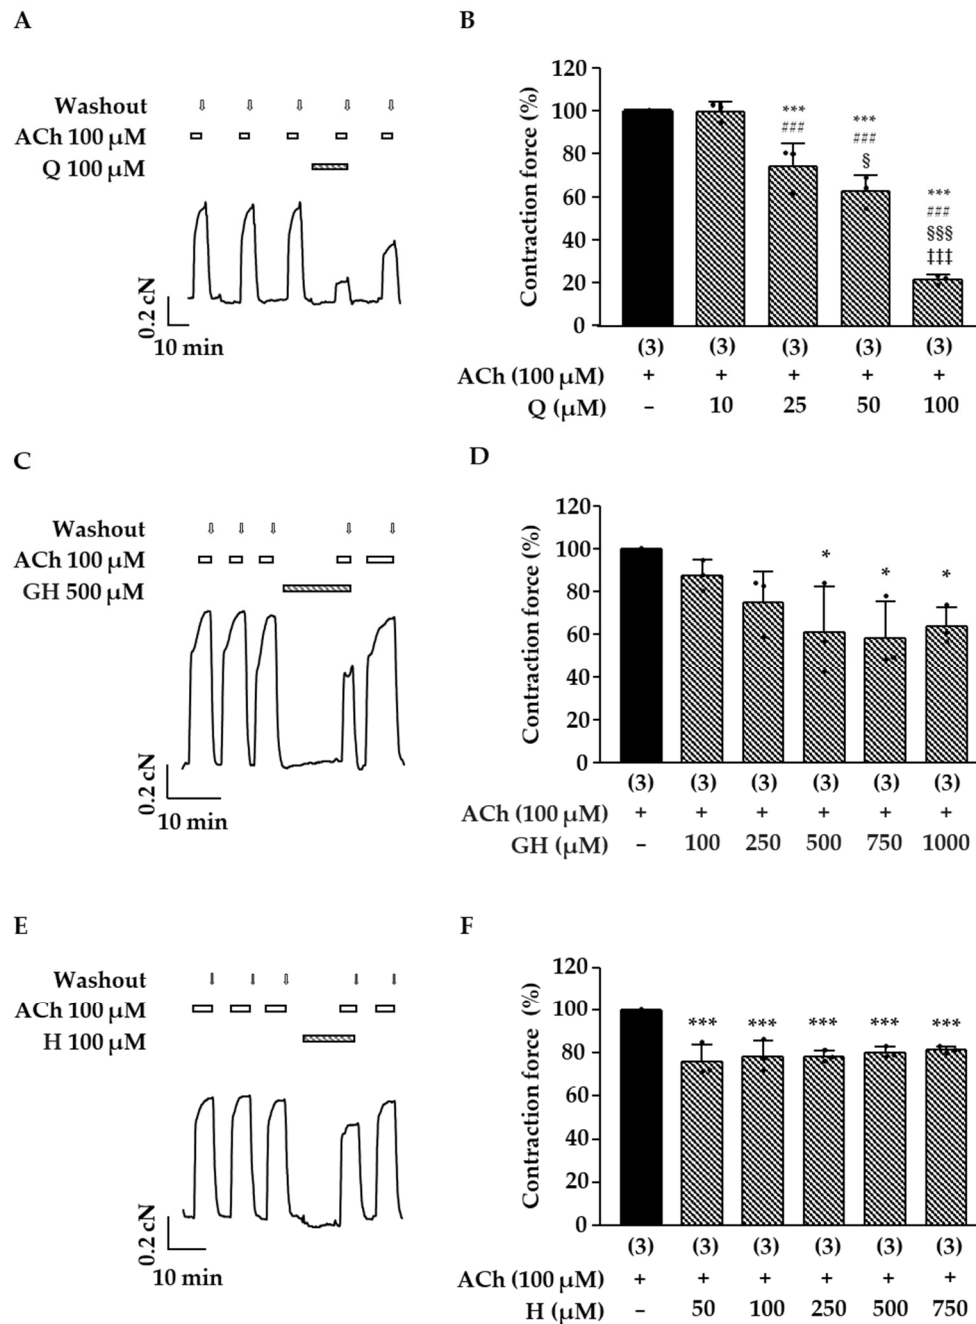 A
Washout
ACh 100 µM
Q 100 µM
0.2 cN
10 min
B
Contraction force (%)
120
100
80
60
40
20
0
***
###
***
###
§
***
###
§§§
‡‡‡
(3) (3) (3) (3) (3)
ACh (100 µM) + + + + +
Q (µM) – 10 25 50 100
C
Washout
ACh 100 µM
GH 500 µM
0.2 cN
10 min
D
Contraction force (%)
120
100
80
60
40
20
0
* * *
(3) (3) (3) (3) (3) (3)
ACh (100 µM) + + + + + +
GH (µM) – 100 250 500 750 1000
E
Washout
ACh 100 µM
H 100 µM
0.2 cN
10 min
F
Contraction force (%)
120
100
80
60
40
20
0
*** *** *** *** ***
(3) (3) (3) (3) (3) (3)
ACh (100 µM) + + + + + +
H (µM) – 50 100 250 500 750